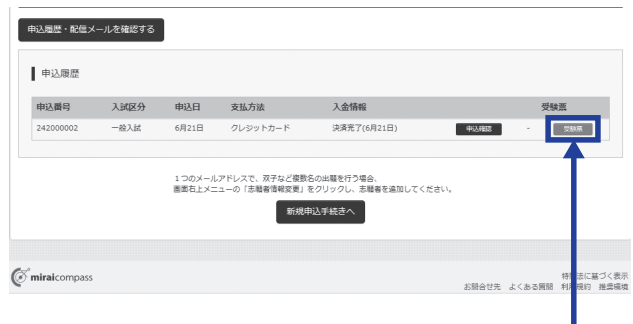 申込履歴・配信メールを確認する
申込履歴
申込番号 入試区分 申込日 支払方法 入金情報 受験票
242000002 一般入試 6月21日 クレジットカード 決済完了(6月21日) 申込確認 - 受験票
1つのメールアドレスで、双子など複数名の出願を行う場合、
画面右上メニューの「志願者情報変更」をクリックし、志願者を追加してください。
新規申込手続きへ
miraicompass
特 法に基づく表示
お問合せ先 よくある質問 利 規約 推奨環境